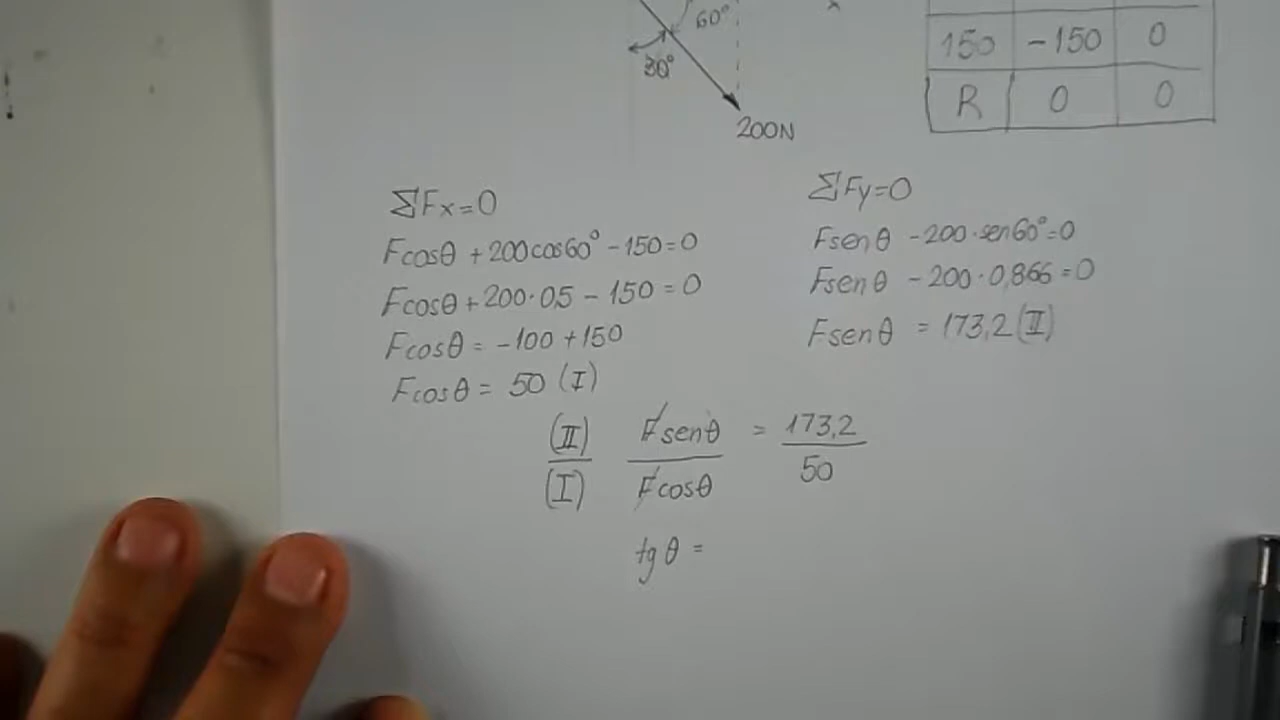 60°
30°
200N
150 -150 0
R 0 0
ΣFx=0
Fcosθ + 200cos60° - 150=0
Fcosθ + 200·0,5 - 150 = 0
Fcosθ = -100 + 150
Fcosθ = 50 (I)
ΣFy=0
Fsenθ - 200·sen60°=0
Fsenθ - 200·0,866=0
Fsenθ = 173,2 (II)
(II) Fsenθ = 173,2
(I) Fcosθ 50
tgθ =